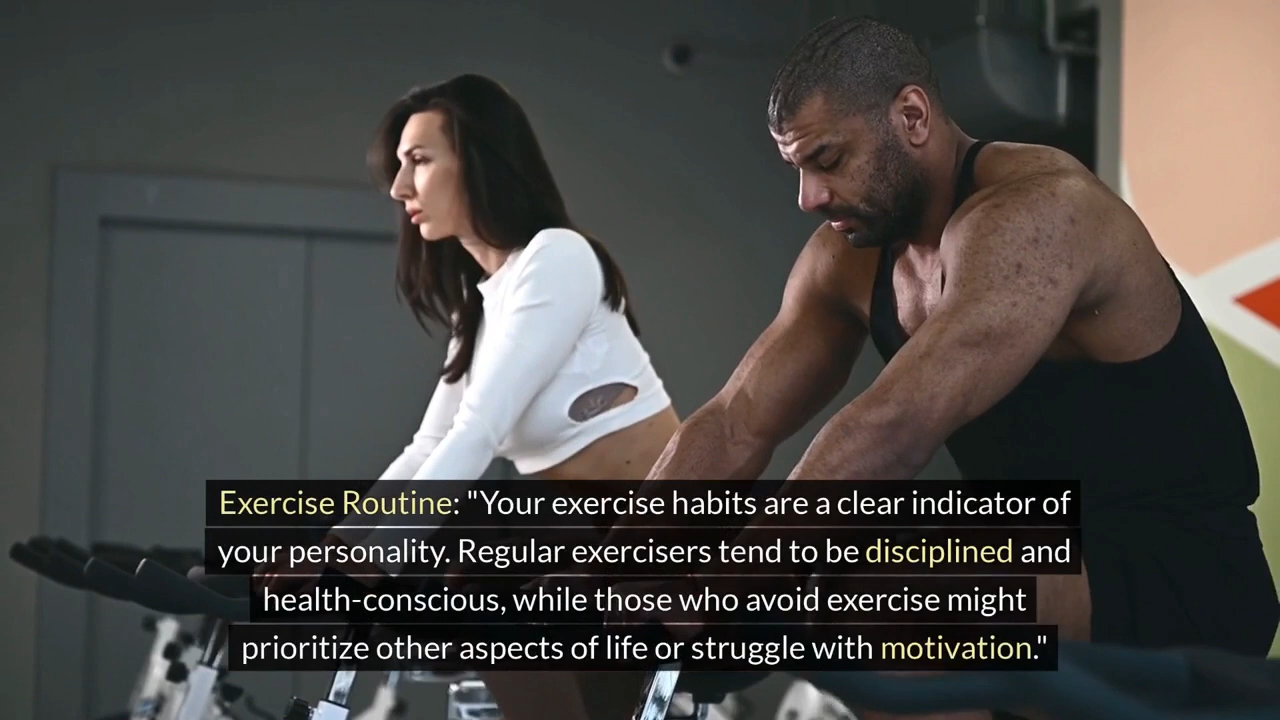 Exercise Routine: "Your exercise habits are a clear indicator of
your personality. Regular exercisers tend to be disciplined and
health-conscious, while those who avoid exercise might
prioritize other aspects of life or struggle with motivation."